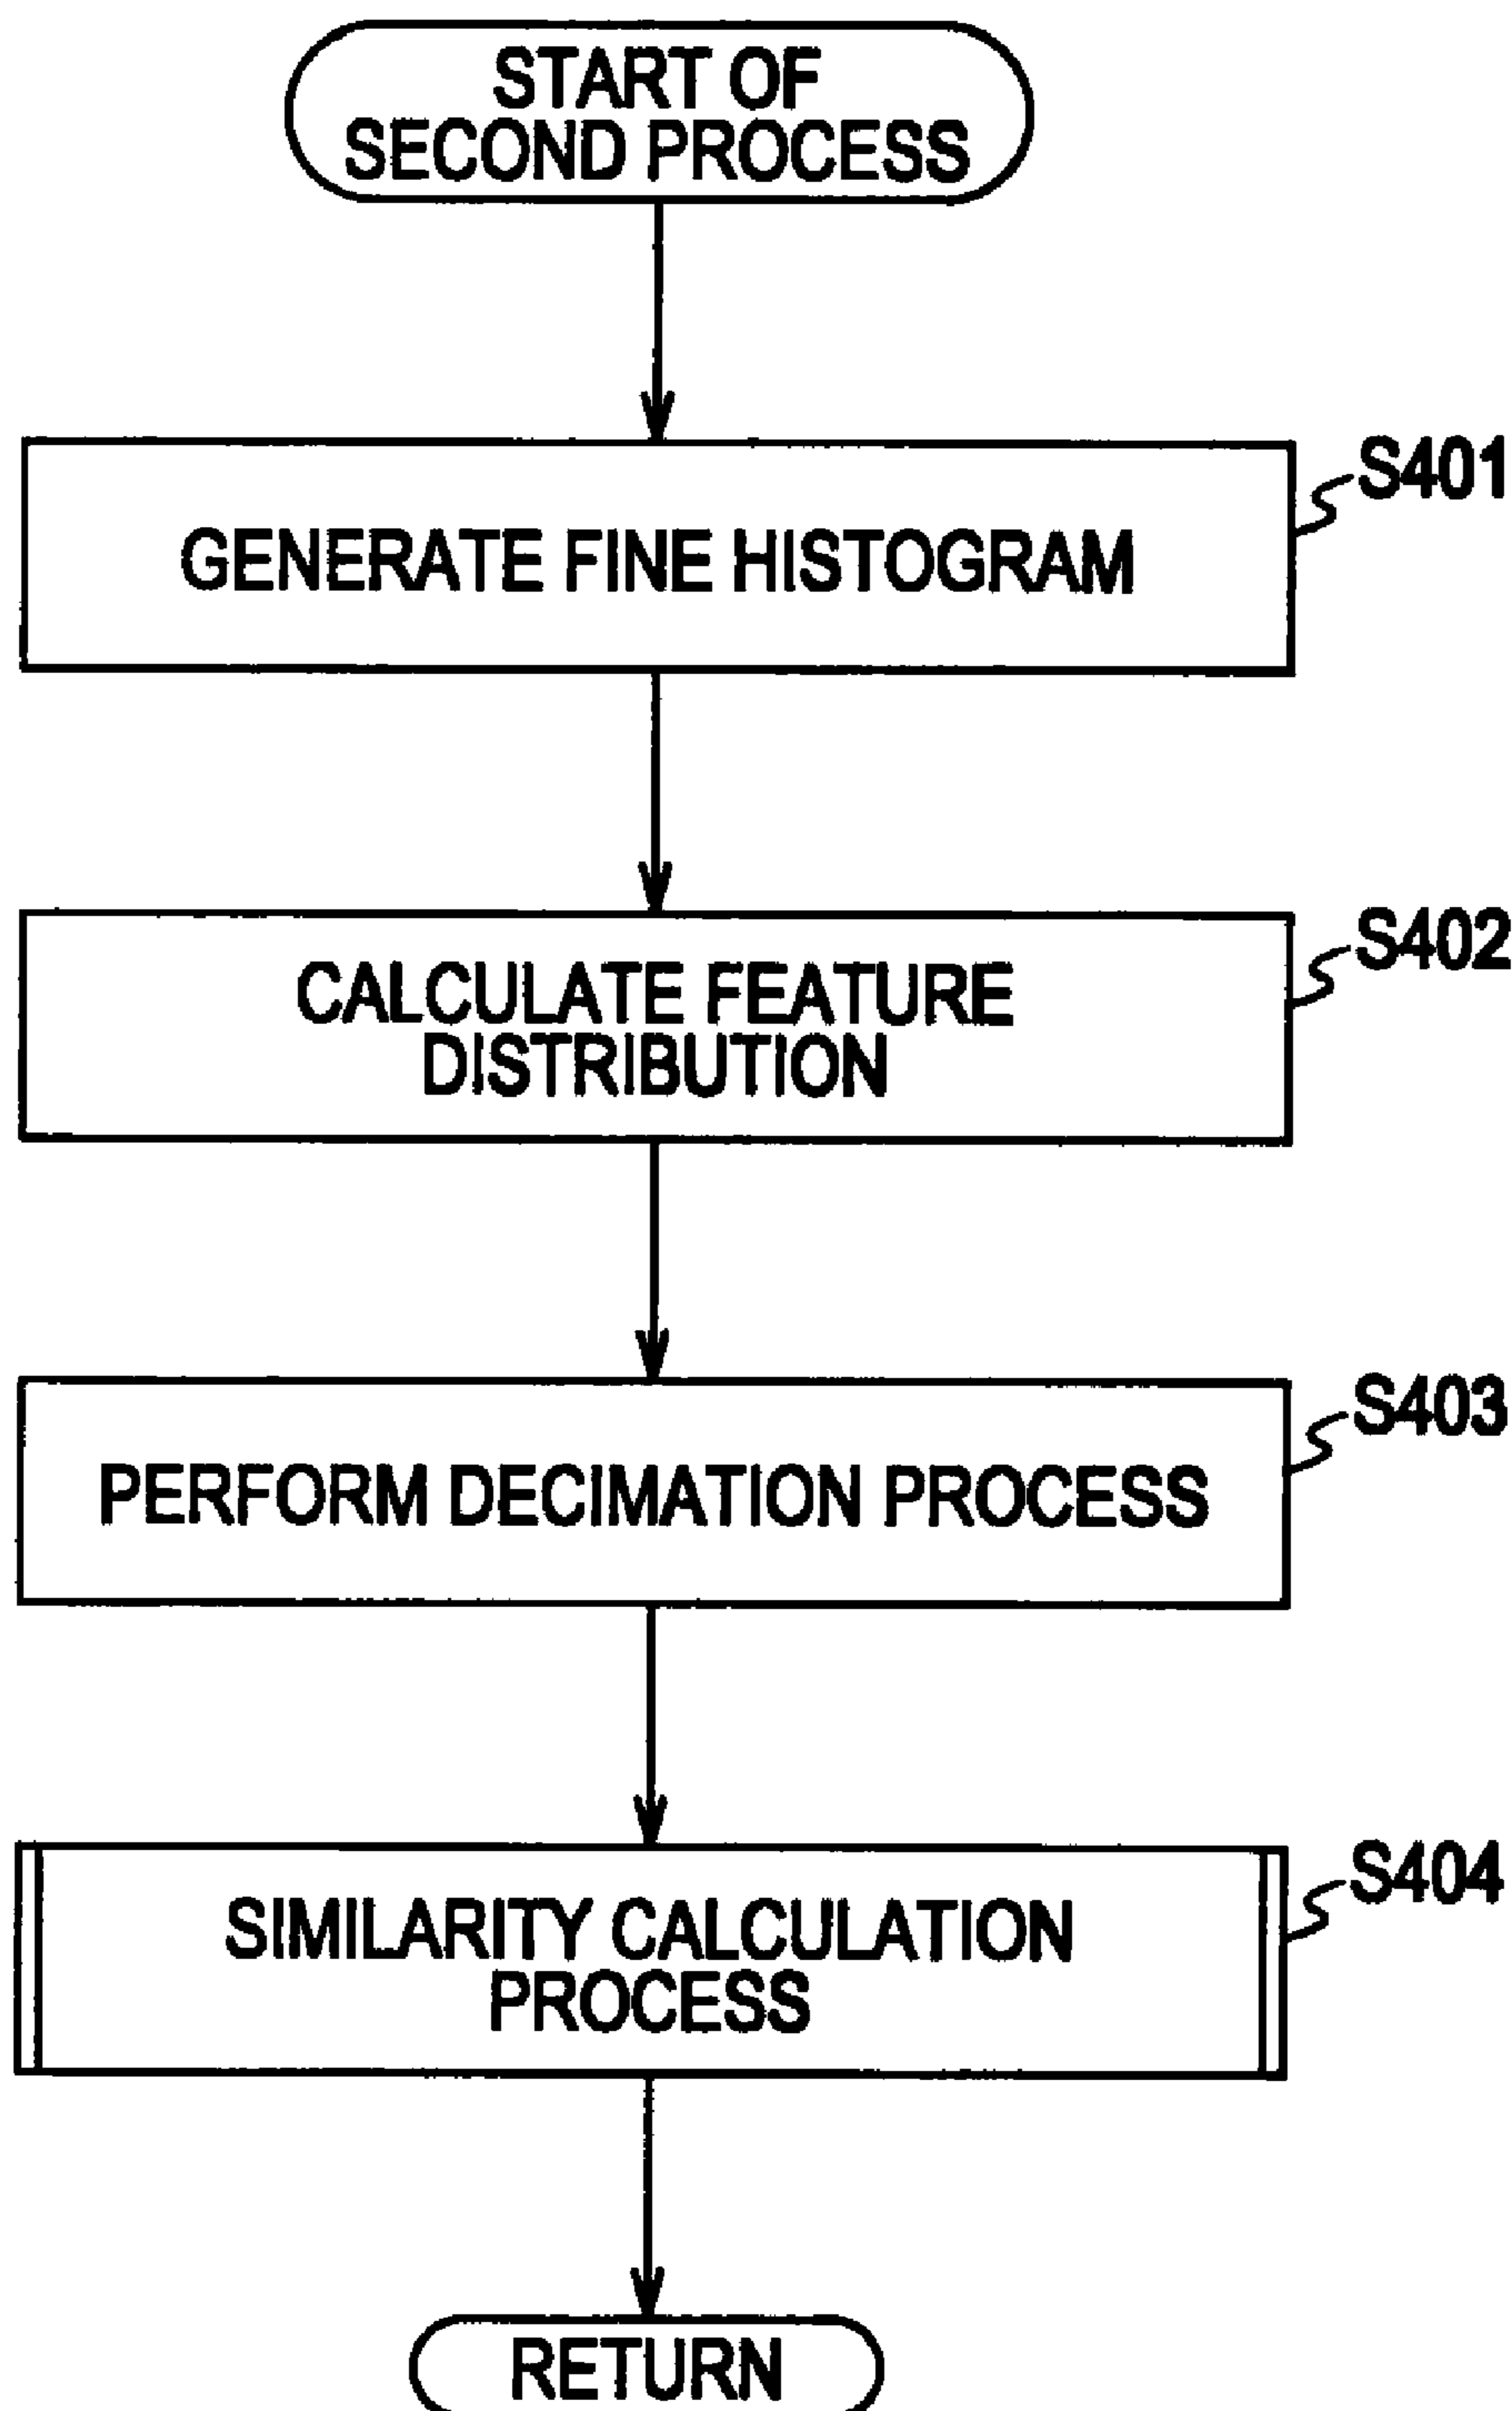 START OF
SECOND PROCESS
S401
GENERATE FINE HISTOGRAM
S402
CALCULATE FEATURE
DISTRIBUTION
S403
PERFORM DECIMATION PROCESS
S404
SIMILARITY CALCULATION
PROCESS
RETURN